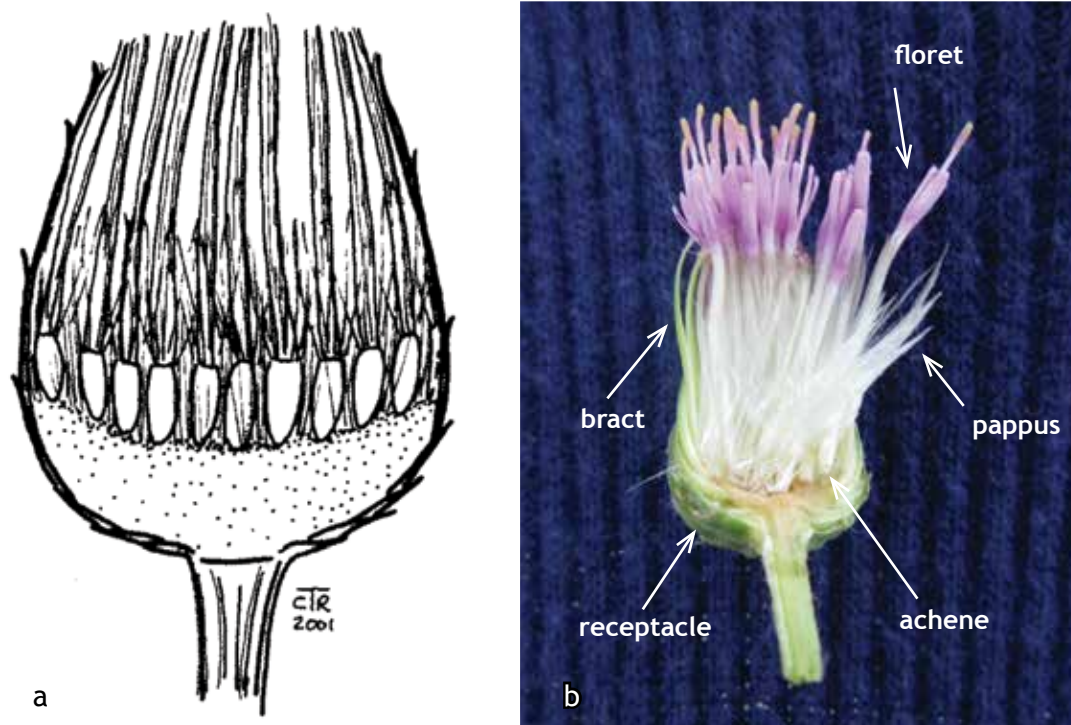 floret
bract
pappus
receptacle
achene
CTR
2001
a
b